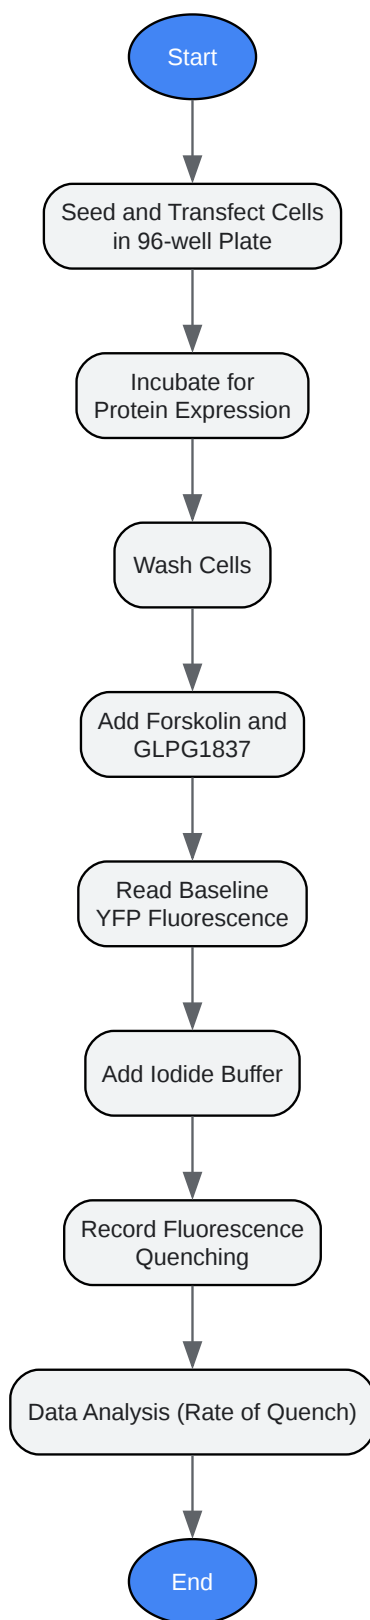 Start
Seed and Transfect Cells
in 96-well Plate
Incubate for
Protein Expression
Wash Cells
Add Forskolin and
GLPG1837
Read Baseline
YFP Fluorescence
Add Iodide Buffer
Record Fluorescence
Quenching
Data Analysis (Rate of Quench)
End